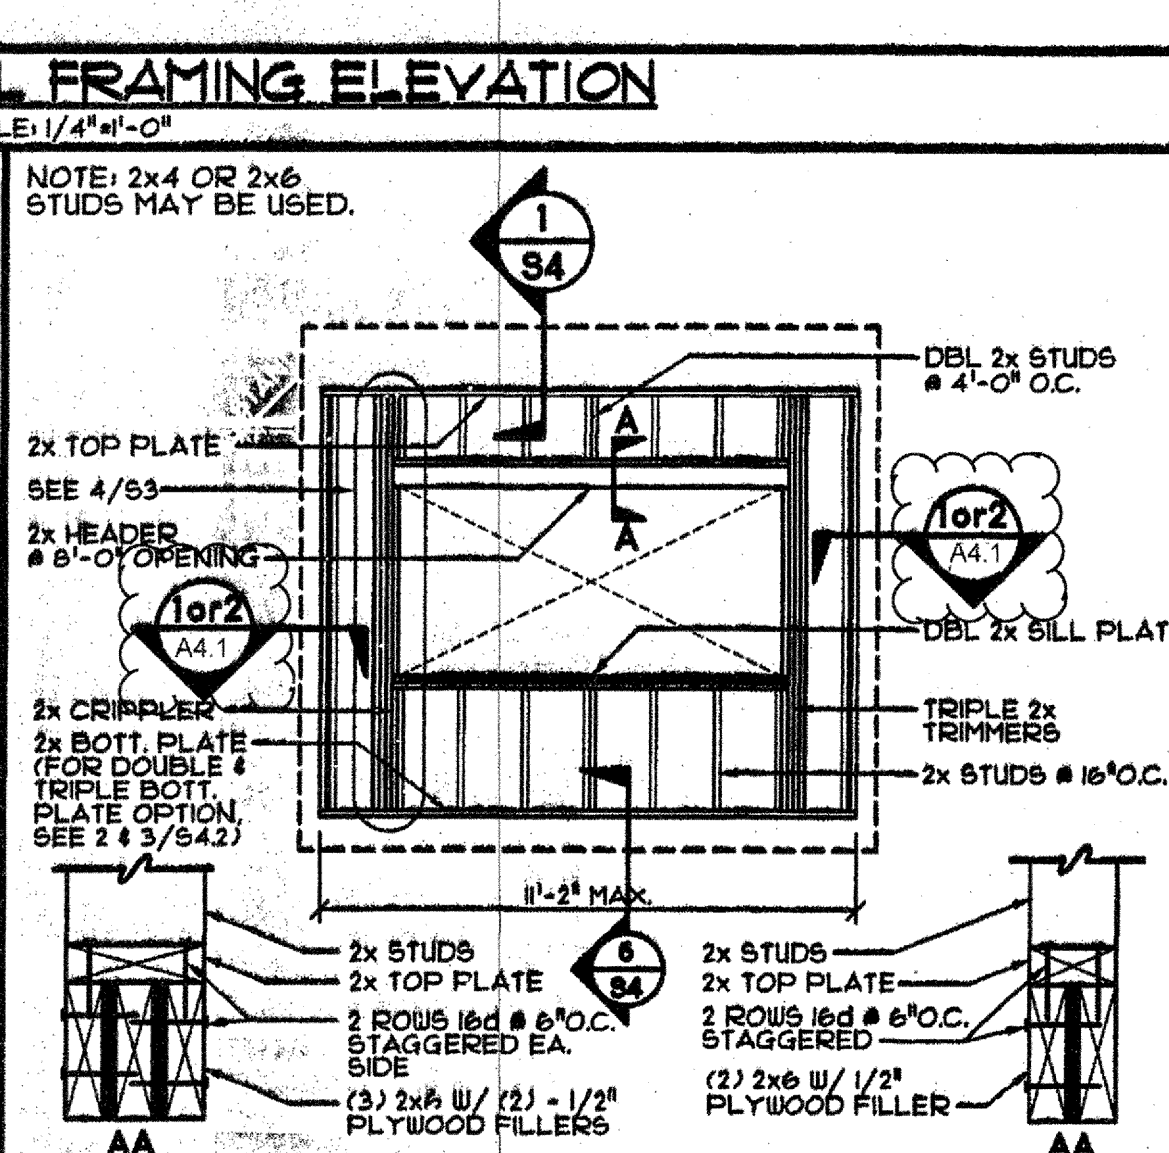 L FRAMING ELEVATION
LE: 1/4"=1'-0"
NOTE: 2x4 OR 2x6
STUDS MAY BE USED.
1
S4
DBL 2x STUDS
@ 4'-0" O.C.
A
2x TOP PLATE
SEE 4/S3
2x HEADER
@ 8'-0" OPENING
A
1or2
A4.1
1or2
A4.1
DBL 2x SILL PLAT
2x CRIPPLER
2x BOTT. PLATE
(FOR DOUBLE &
TRIPLE BOTT.
PLATE OPTION,
SEE 2 & 3/S4.2)
TRIPLE 2x
TRIMMERS
2x STUDS @ 16"O.C.
11'-2" MAX.
6
S4
2x STUDS
2x TOP PLATE
2 ROWS 16d @ 6"O.C.
STAGGERED EA.
SIDE
(3) 2x6 W/ (2) - 1/2"
PLYWOOD FILLERS
AA
2x STUDS
2x TOP PLATE
2 ROWS 16d @ 6"O.C.
STAGGERED
(2) 2x6 W/ 1/2"
PLYWOOD FILLER
AA